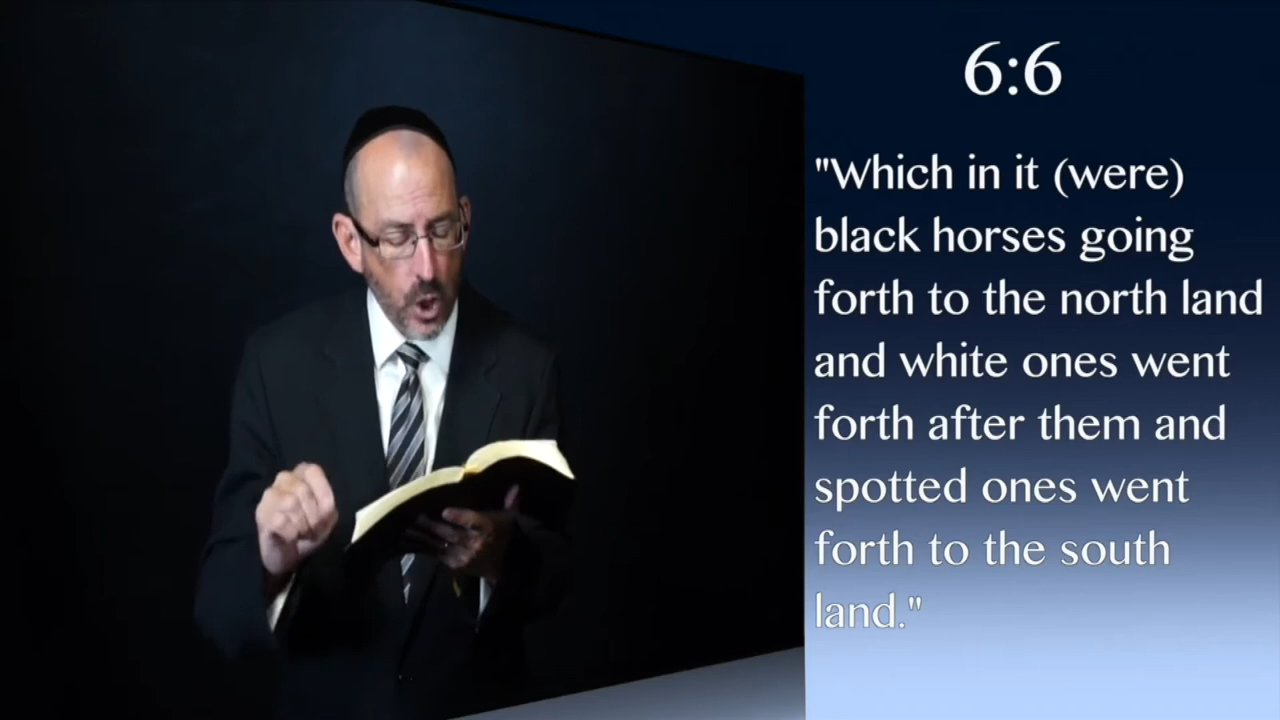 6:6
"Which in it (were)
black horses going
forth to the north land
and white ones went
forth after them and
spotted ones went
forth to the south
land."